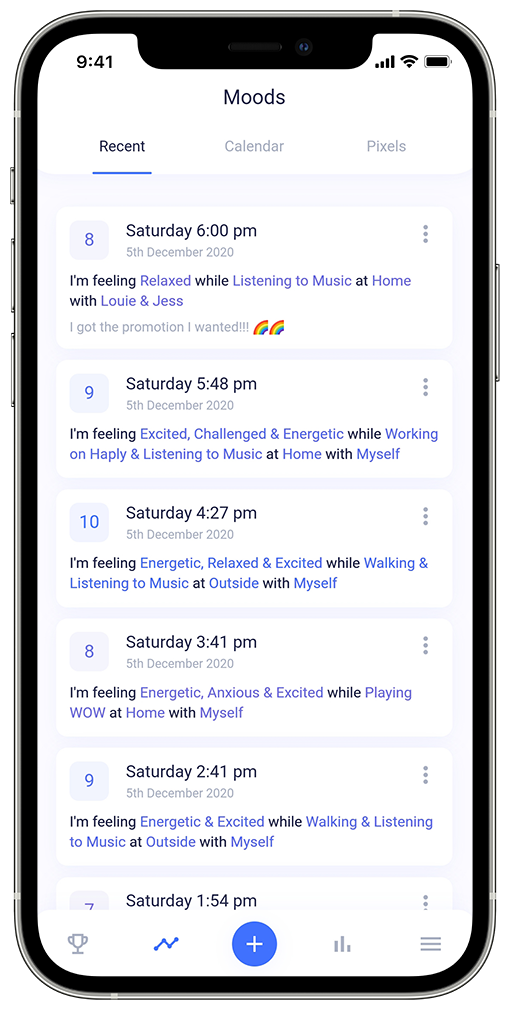 9:41
Moods
Recent Calendar Pixels
8 Saturday 6:00 pm
5th December 2020
I'm feeling Relaxed while Listening to Music at Home
with Louie & Jess
I got the promotion I wanted!!! 🌈🌈
9 Saturday 5:48 pm
5th December 2020
I'm feeling Excited, Challenged & Energetic while Working
on Haply & Listening to Music at Home with Myself
10 Saturday 4:27 pm
5th December 2020
I'm feeling Energetic, Relaxed & Excited while Walking &
Listening to Music at Outside with Myself
8 Saturday 3:41 pm
5th December 2020
I'm feeling Energetic, Anxious & Excited while Playing
WOW at Home with Myself
9 Saturday 2:41 pm
5th December 2020
I'm feeling Energetic & Excited while Walking & Listening
to Music at Outside with Myself
7 Saturday 1:54 pm